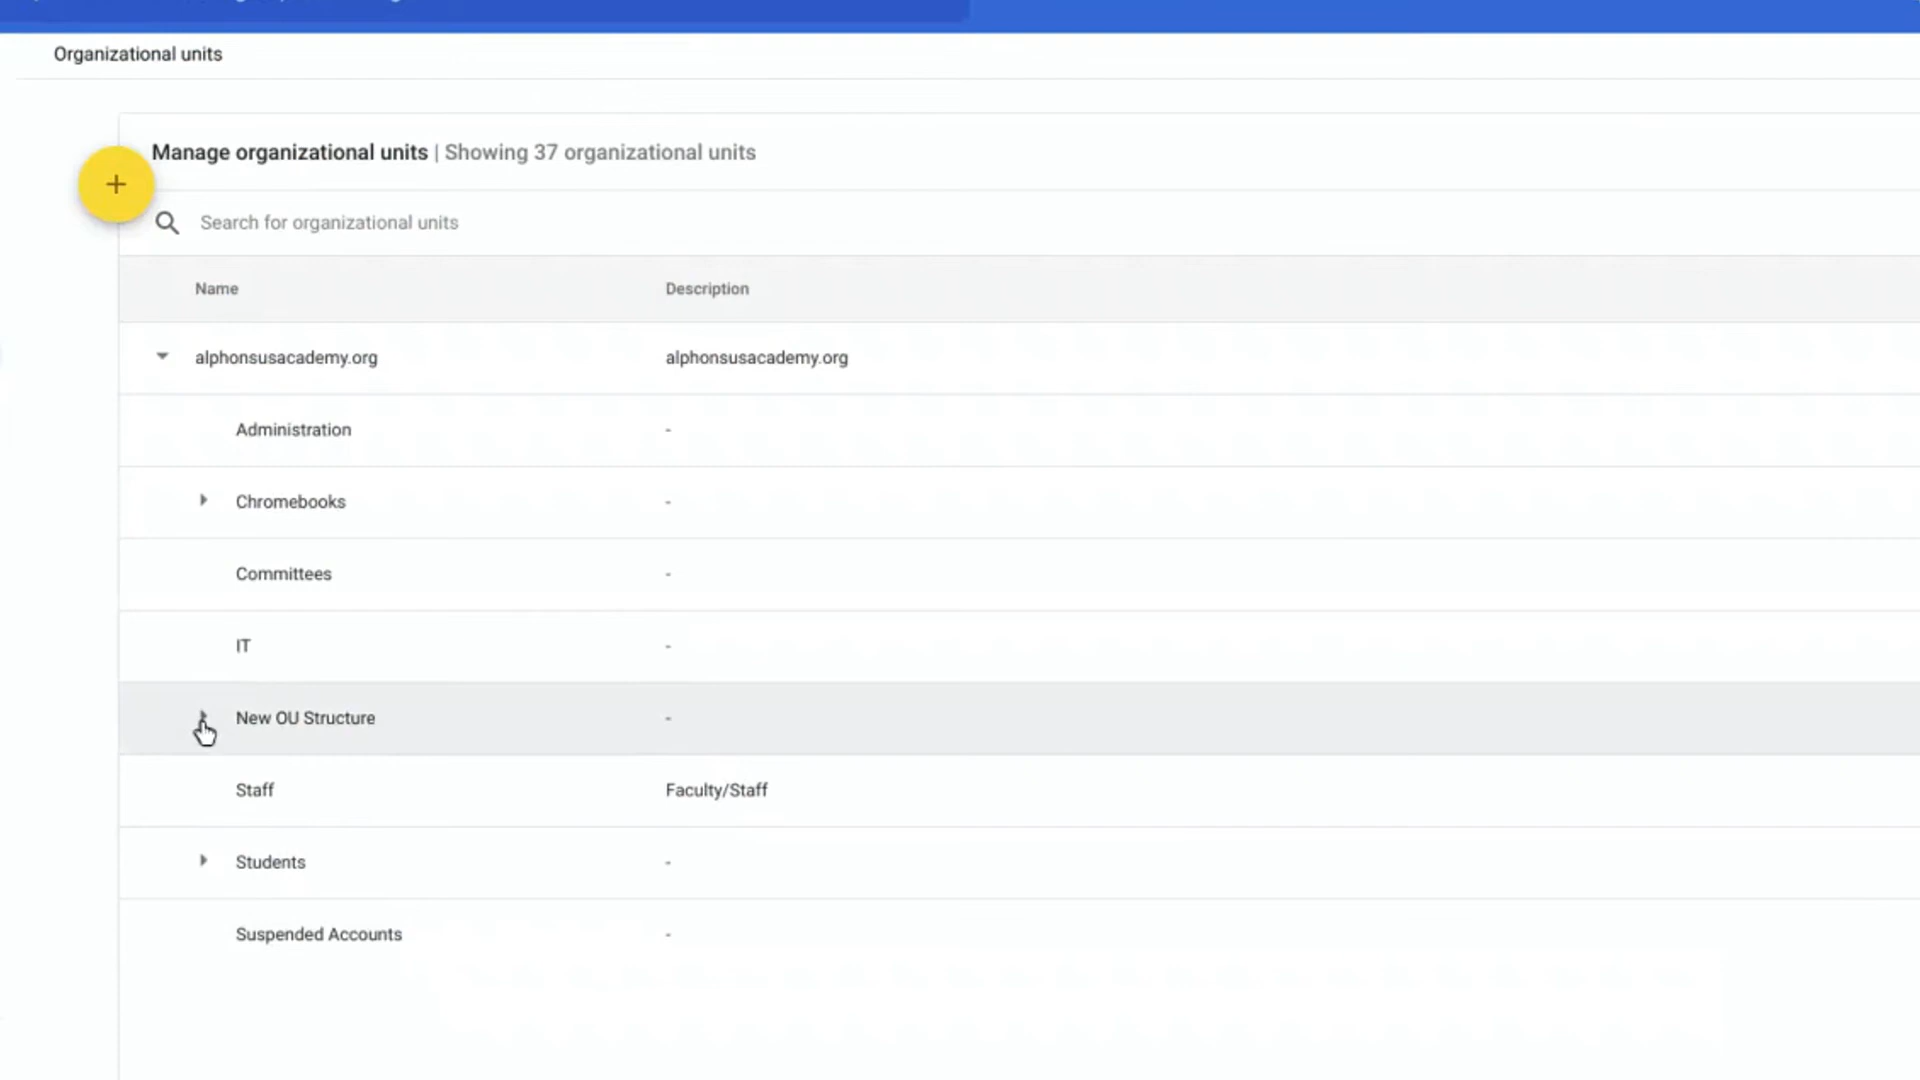 Organizational units
Manage organizational units | Showing 37 organizational units
Search for organizational units
Name Description
alphonsusacademy.org alphonsusacademy.org
Administration -
Chromebooks -
Committees -
IT -
New OU Structure -
Staff Faculty/Staff
Students -
Suspended Accounts -